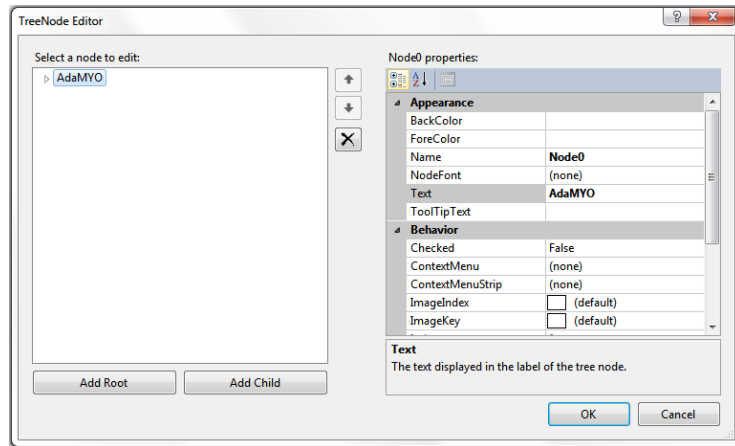 TreeNode Editor
Select a node to edit:
AdaMYO
Add Root
Add Child
Node0 properties:
Appearance
BackColor
ForeColor
Name Node0
NodeFont (none)
Text AdaMYO
ToolTipText
Behavior
Checked False
ContextMenu (none)
ContextMenuStrip (none)
ImageIndex (default)
ImageKey (default)
Text
The text displayed in the label of the tree node.
OK
Cancel